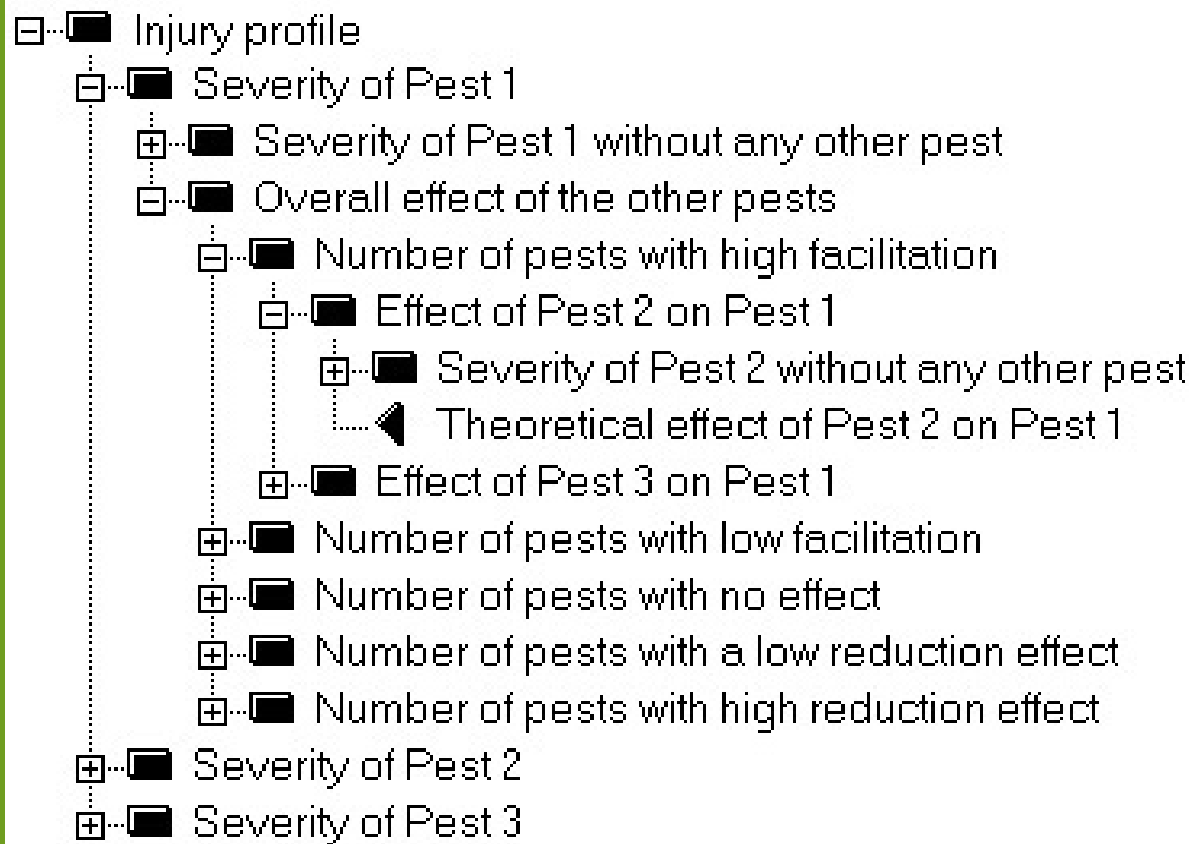 Injury profile
Severity of Pest 1
Severity of Pest 1 without any other pest
Overall effect of the other pests
Number of pests with high facilitation
Effect of Pest 2 on Pest 1
Severity of Pest 2 without any other pest
Theoretical effect of Pest 2 on Pest 1
Effect of Pest 3 on Pest 1
Number of pests with low facilitation
Number of pests with no effect
Number of pests with a low reduction effect
Number of pests with high reduction effect
Severity of Pest 2
Severity of Pest 3